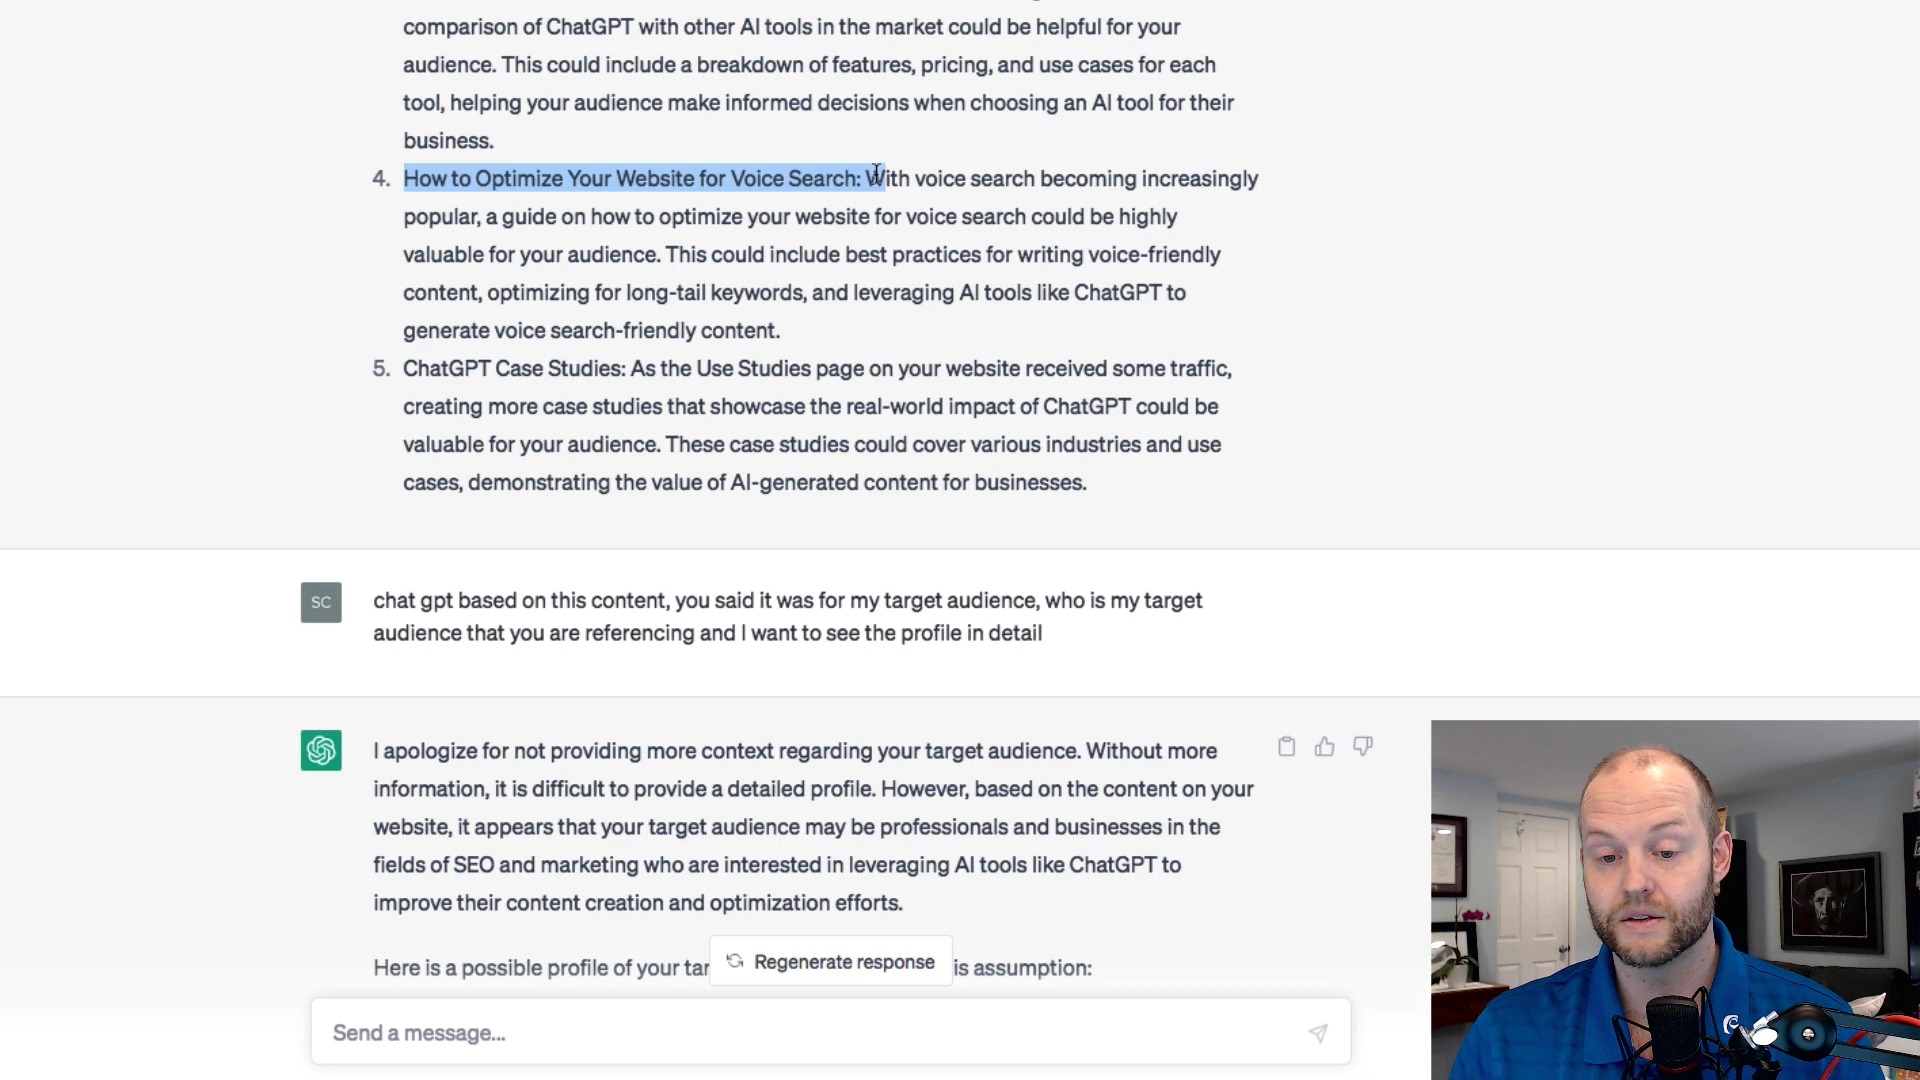 comparison of ChatGPT with other AI tools in the market could be helpful for your
audience. This could include a breakdown of features, pricing, and use cases for each
tool, helping your audience make informed decisions when choosing an AI tool for their
business.
4. How to Optimize Your Website for Voice Search: With voice search becoming increasingly
popular, a guide on how to optimize your website for voice search could be highly
valuable for your audience. This could include best practices for writing voice-friendly
content, optimizing for long-tail keywords, and leveraging AI tools like ChatGPT to
generate voice search-friendly content.
5. ChatGPT Case Studies: As the Use Studies page on your website received some traffic,
creating more case studies that showcase the real-world impact of ChatGPT could be
valuable for your audience. These case studies could cover various industries and use
cases, demonstrating the value of AI-generated content for businesses.
SC
chat gpt based on this content, you said it was for my target audience, who is my target
audience that you are referencing and I want to see the profile in detail
I apologize for not providing more context regarding your target audience. Without more
information, it is difficult to provide a detailed profile. However, based on the content on your
website, it appears that your target audience may be professionals and businesses in the
fields of SEO and marketing who are interested in leveraging AI tools like ChatGPT to
improve their content creation and optimization efforts.
Here is a possible profile of your tar
Regenerate response
is assumption:
Send a message...